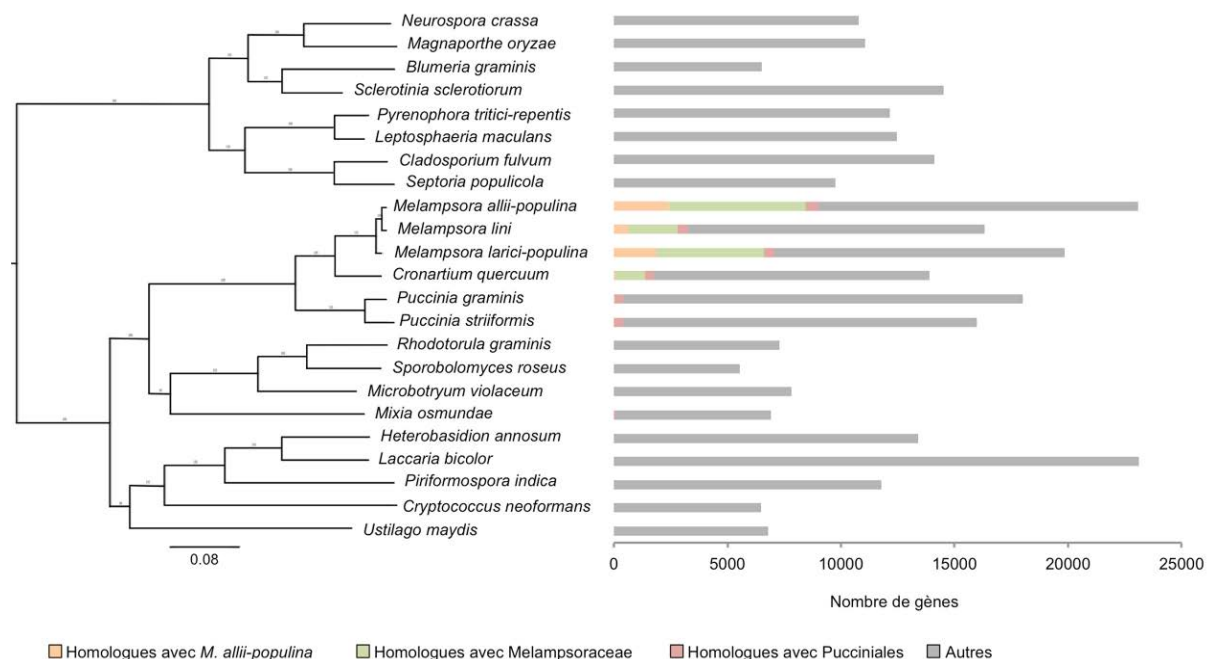 Neurospora crassa
Magnaporthe oryzae
Blumeria graminis
Sclerotinia sclerotiorum
Pyrenophora tritici-repentis
Leptosphaeria maculans
Cladosporium fulvum
Septoria populicola
Melampsora allii-populina
Melampsora lini
Melampsora larici-populina
Cronartium quercuum
Puccinia graminis
Puccinia striiformis
Rhodotorula graminis
Sporobolomyces roseus
Microbotryum violaceum
Mixia osmundae
Heterobasidion annosum
Laccaria bicolor
Piriformospora indica
Cryptococcus neoformans
Ustilago maydis
0.08
0 5000 10000 15000 20000 25000
Nombre de gènes
Homologues avec M. allii-populina Homologues avec Melampsoraceae Homologues avec Pucciniales Autres